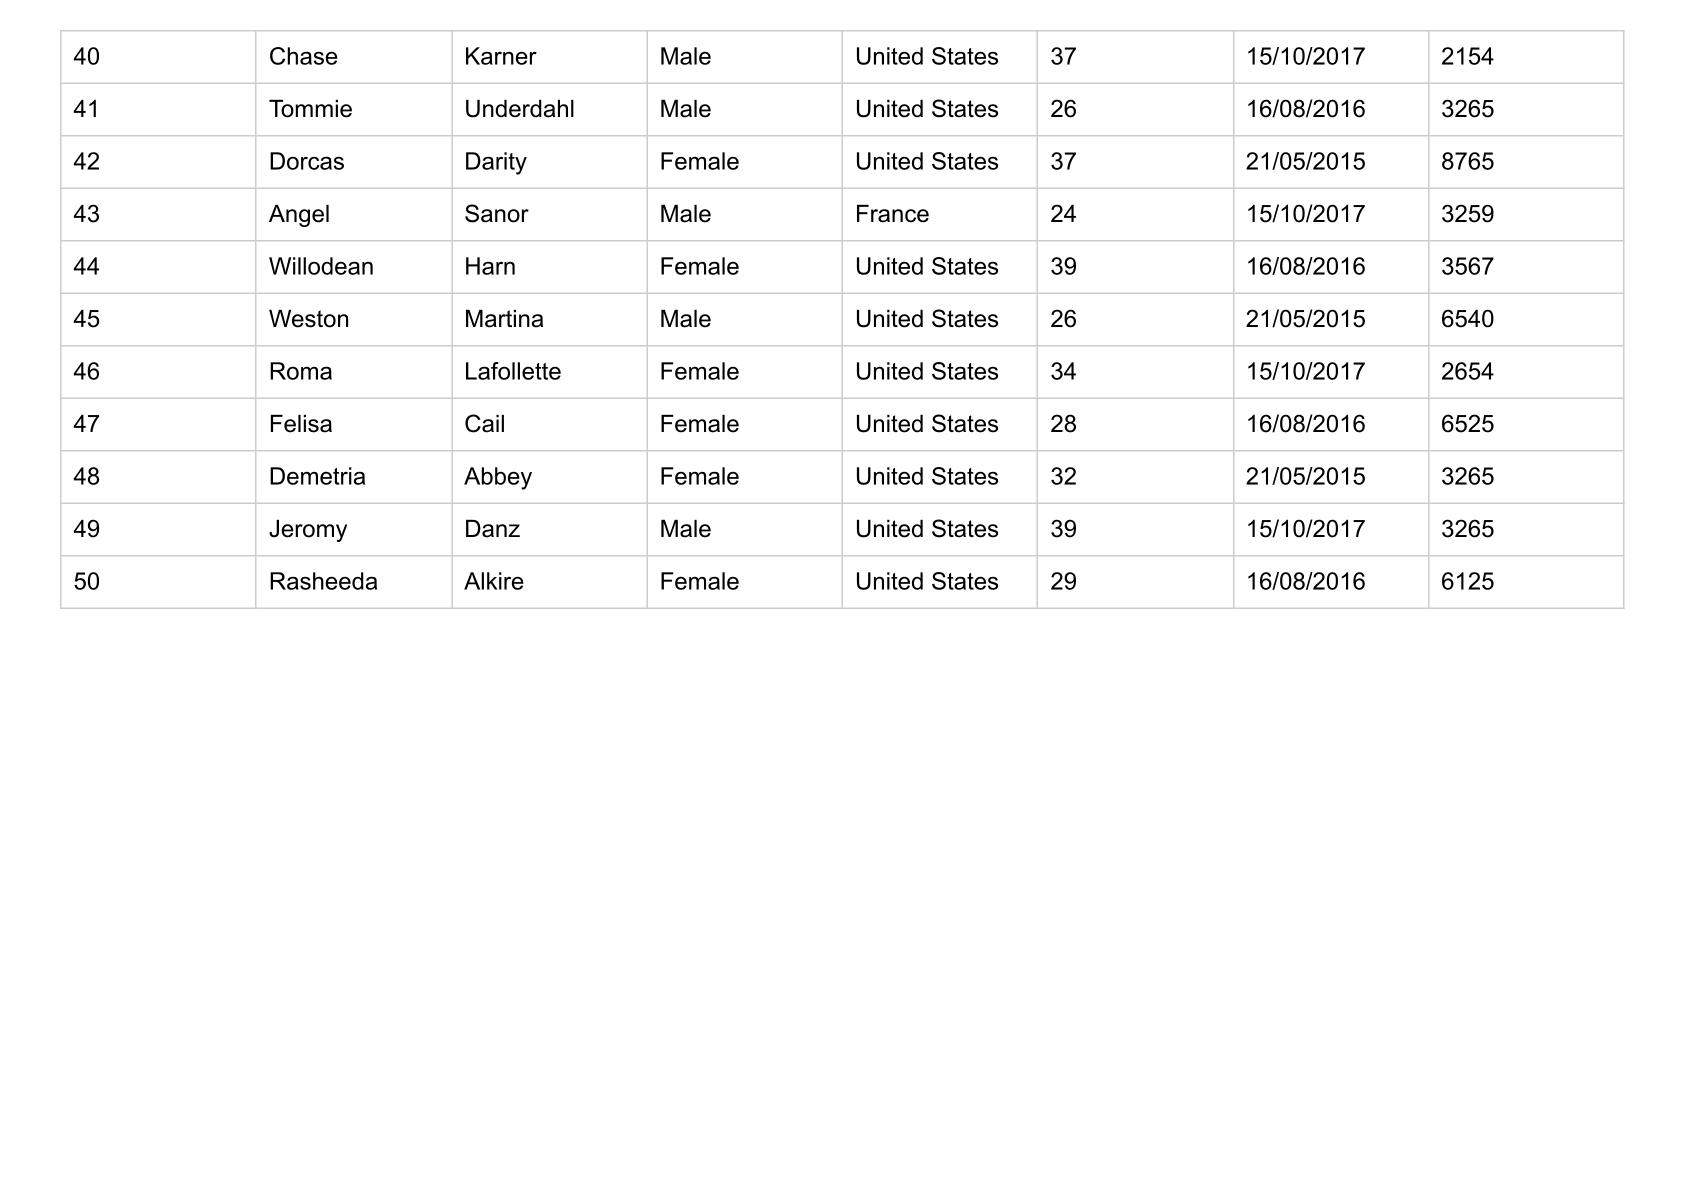 40 Chase Karner Male United States 37 15/10/2017 2154
41 Tommie Underdahl Male United States 26 16/08/2016 3265
42 Dorcas Darity Female United States 37 21/05/2015 8765
43 Angel Sanor Male France 24 15/10/2017 3259
44 Willodean Harn Female United States 39 16/08/2016 3567
45 Weston Martina Male United States 26 21/05/2015 6540
46 Roma Lafollette Female United States 34 15/10/2017 2654
47 Felisa Cail Female United States 28 16/08/2016 6525
48 Demetria Abbey Female United States 32 21/05/2015 3265
49 Jeromy Danz Male United States 39 15/10/2017 3265
50 Rasheeda Alkire Female United States 29 16/08/2016 6125